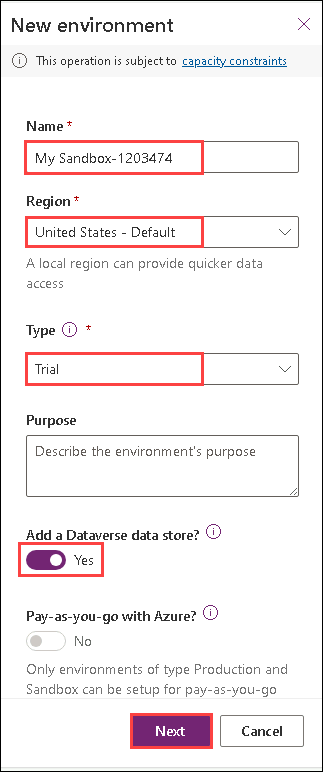 New environment
This operation is subject to capacity constraints
Name *
My Sandbox-1203474
Region *
United States - Default
A local region can provide quicker data
access
Type *
Trial
Purpose
Describe the environment's purpose
Add a Dataverse data store?
Yes
Pay-as-you-go with Azure?
No
Only environments of type Production and
Sandbox can be setup for pay-as-you-go
Next Cancel